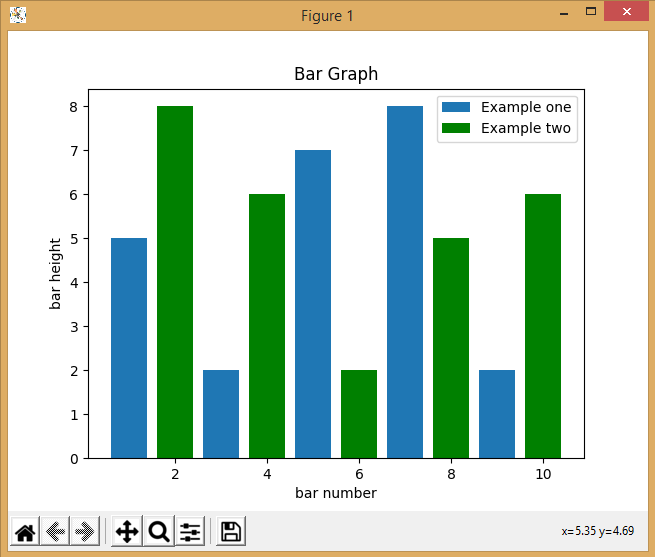 Figure 1
Bar Graph
Example one
Example two
8
7
6
5
4
3
2
1
0
bar height
2 4 6 8 10
bar number
x=5.35 y=4.69